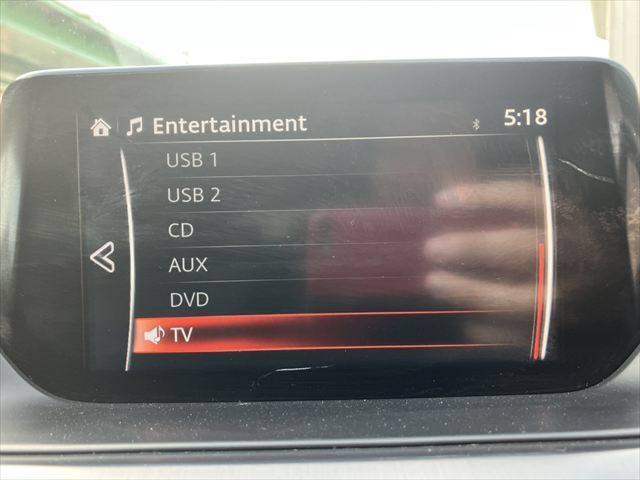 Entertainment 5:18
USB 1
USB 2
CD
AUX
DVD
TV